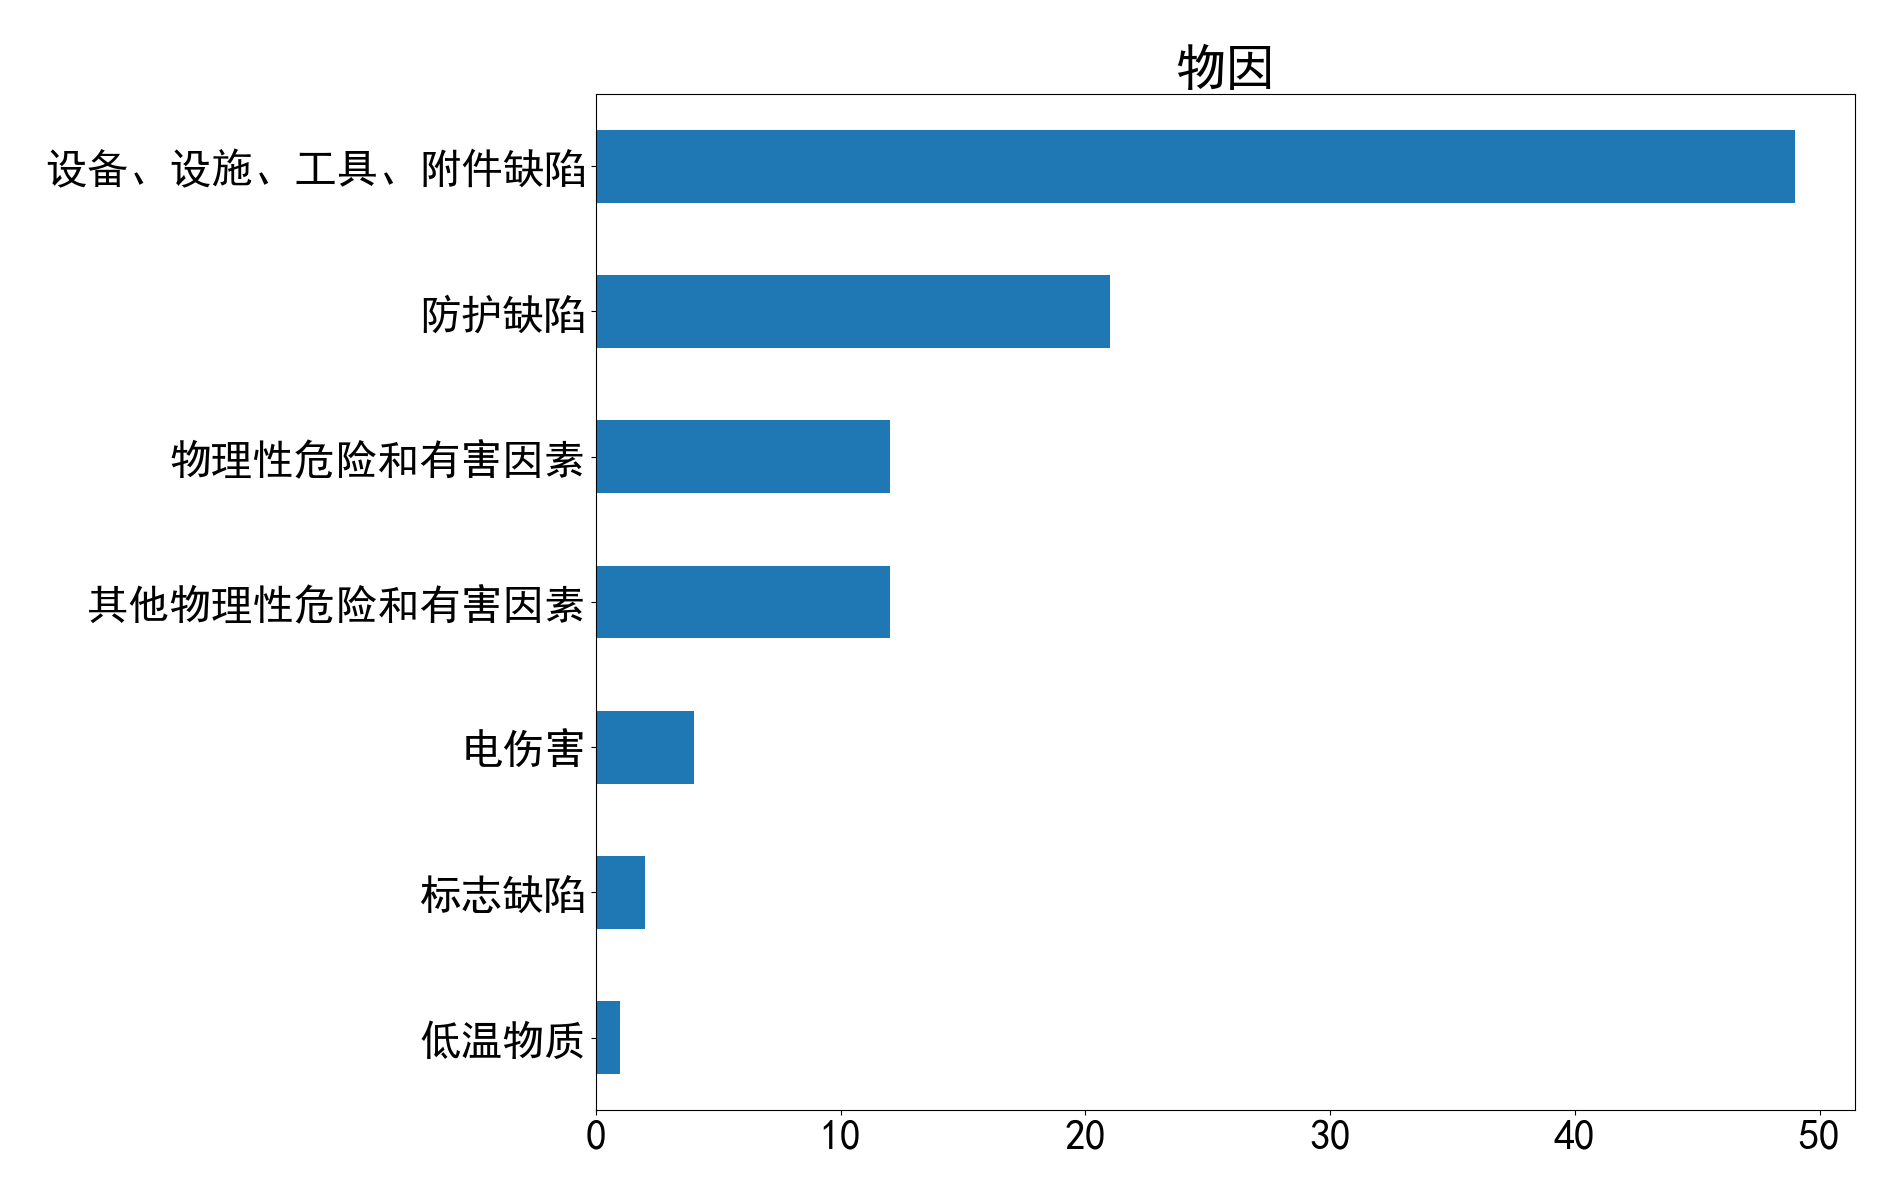 物因
设备、设施、工具、附件缺陷
防护缺陷
物理性危险和有害因素
其他物理性危险和有害因素
电伤害
标志缺陷
低温物质
0 10 20 30 40 50